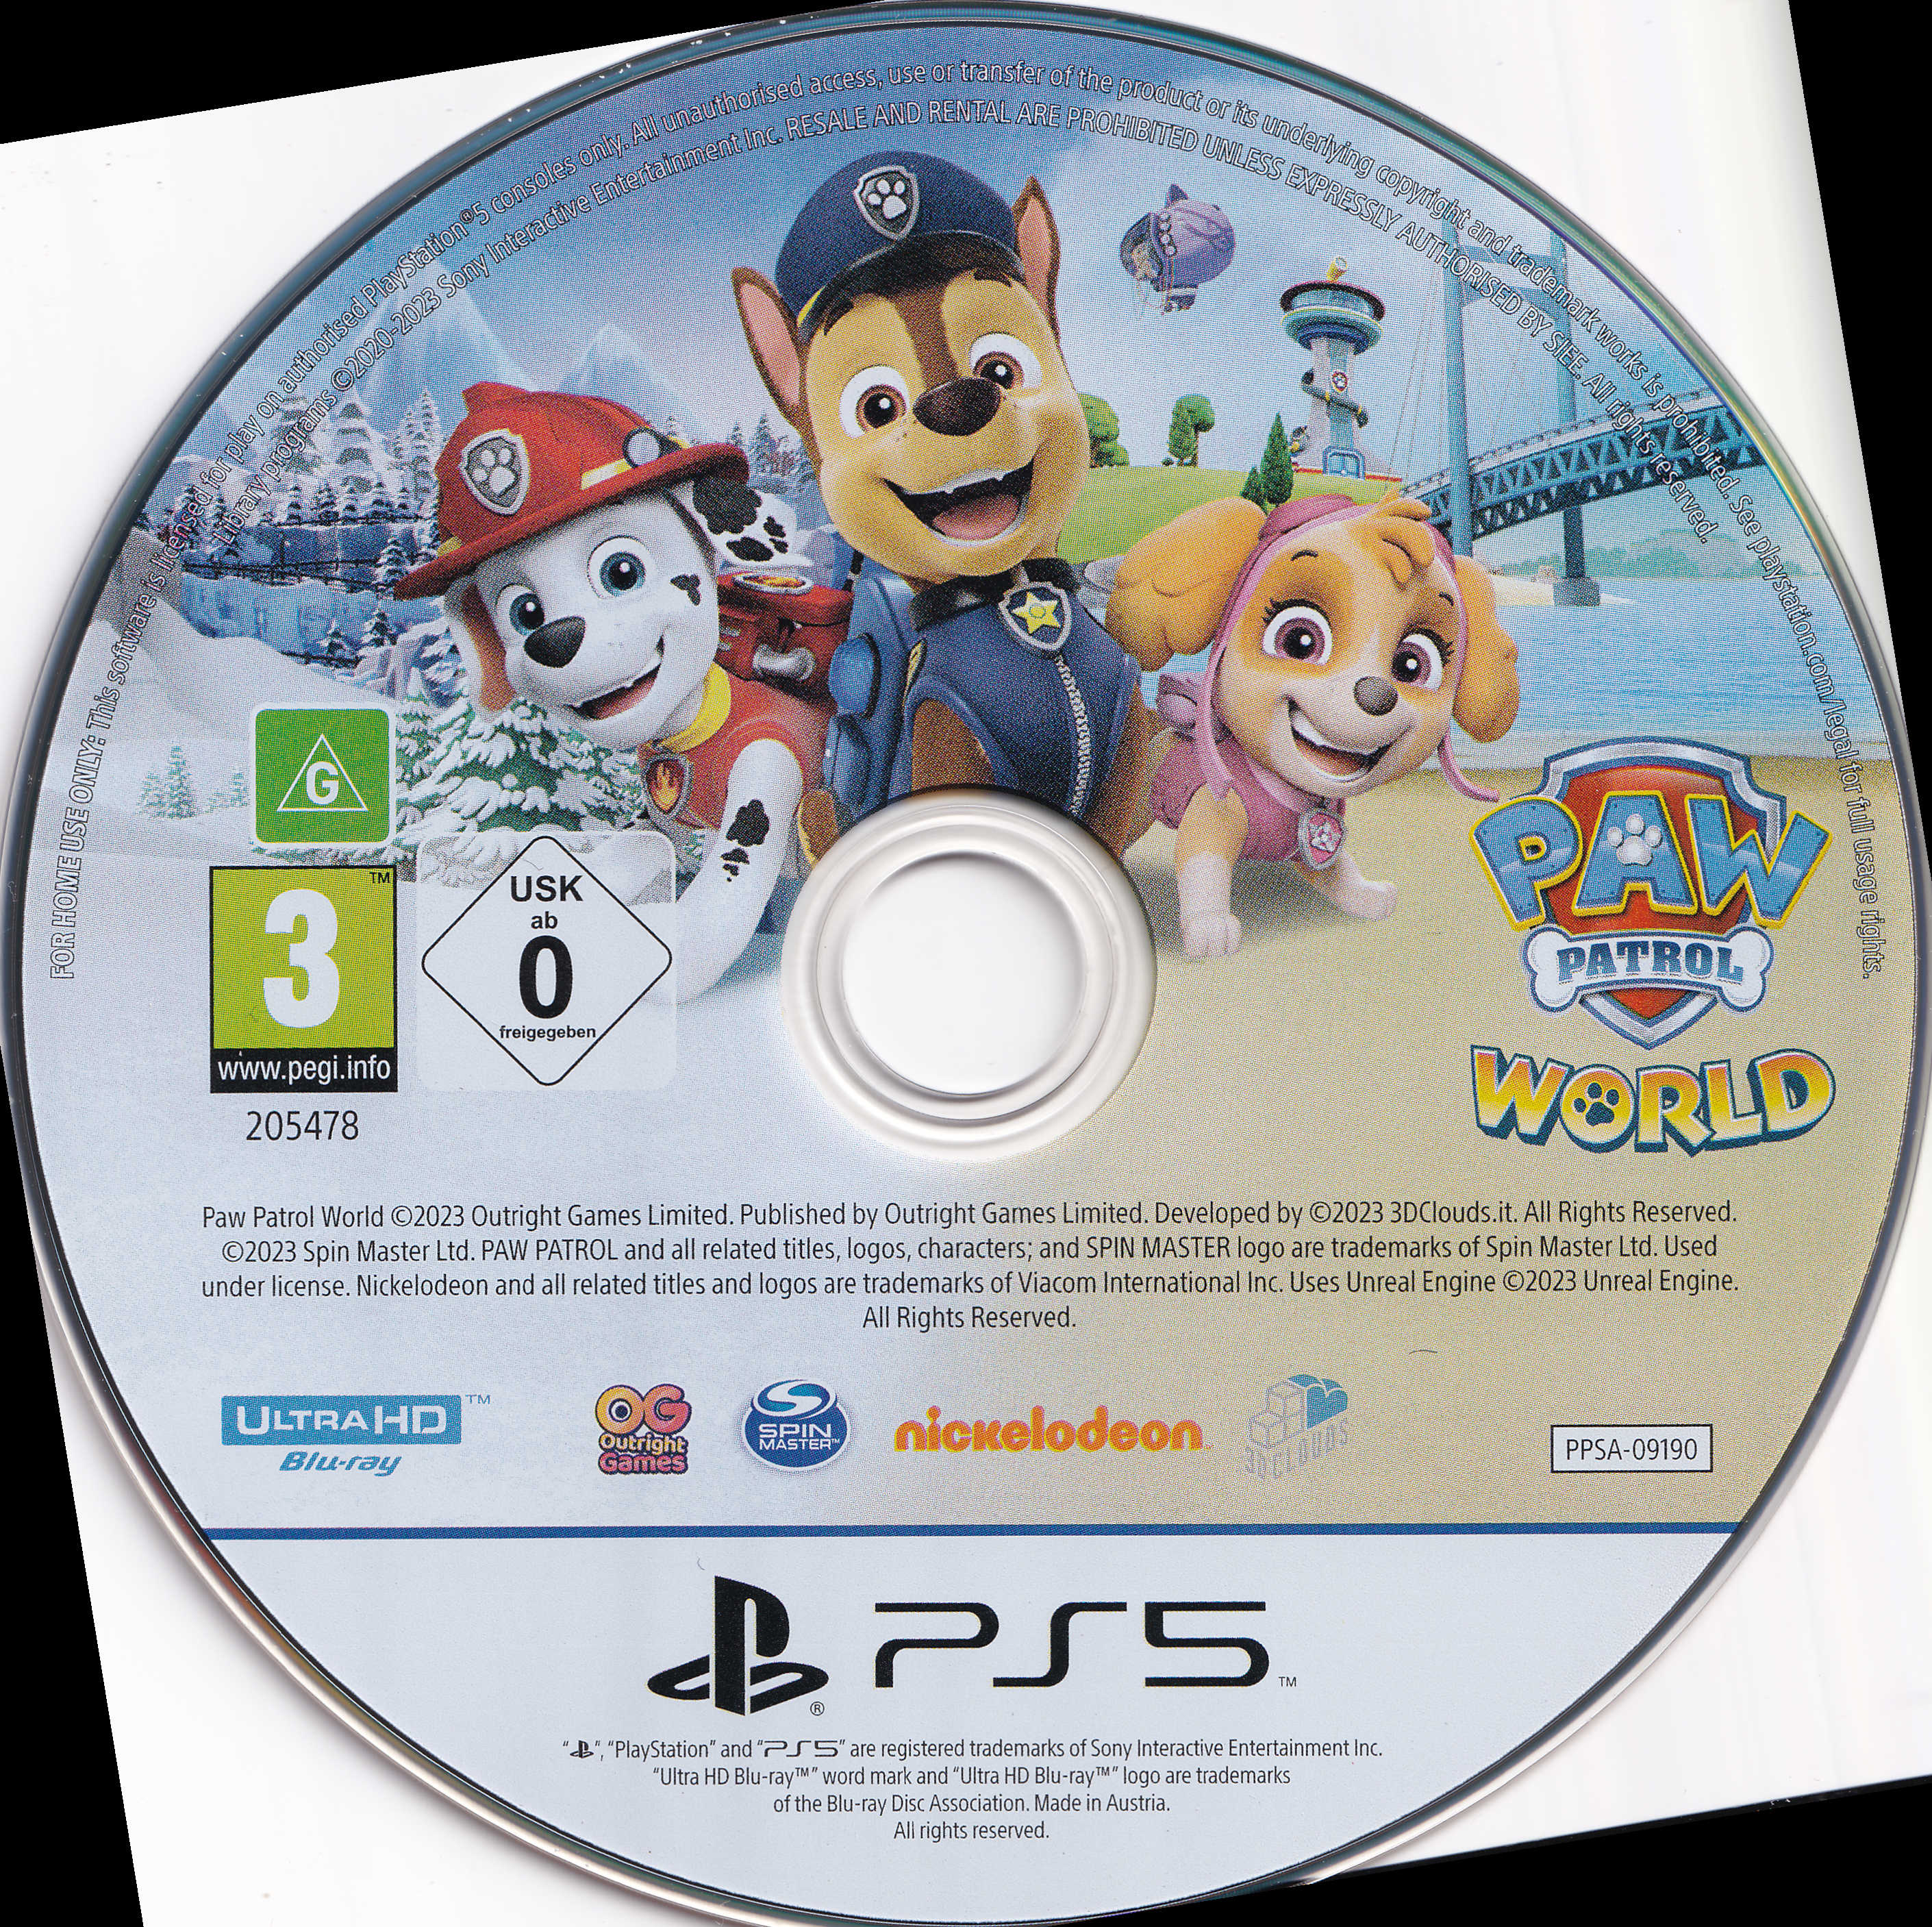 FOR HOME USE ONLY: This software is licensed for play on authorised PlayStation®5 consoles only. All unauthorised access, use or transfer of the product or its underlying copyright and trademark works is prohibited. See playstation.com/legal for full usage rights.
Library programs ©2020-2023 Sony Interactive Entertainment Inc. RESALE AND RENTAL ARE PROHIBITED UNLESS EXPRESSLY AUTHORISED BY SIEE. All rights reserved.
G
3™
www.pegi.info
205478
USK
ab
0
freigegeben
PAW
PATROL
WORLD
Paw Patrol World ©2023 Outright Games Limited. Published by Outright Games Limited. Developed by ©2023 3DClouds.it. All Rights Reserved.
©2023 Spin Master Ltd. PAW PATROL and all related titles, logos, characters; and SPIN MASTER logo are trademarks of Spin Master Ltd. Used
under license. Nickelodeon and all related titles and logos are trademarks of Viacom International Inc. Uses Unreal Engine ©2023 Unreal Engine.
All Rights Reserved.
ULTRA HD™
Blu-ray
OG
Outright
Games
SPIN
MASTER™
nickelodeon™
3DCLOUDS
PPSA-09190
PS5™
®
“ ”, “PlayStation” and “PS5” are registered trademarks of Sony Interactive Entertainment Inc.
“Ultra HD Blu-ray™” word mark and “Ultra HD Blu-ray™” logo are trademarks
of the Blu-ray Disc Association. Made in Austria.
All rights reserved.